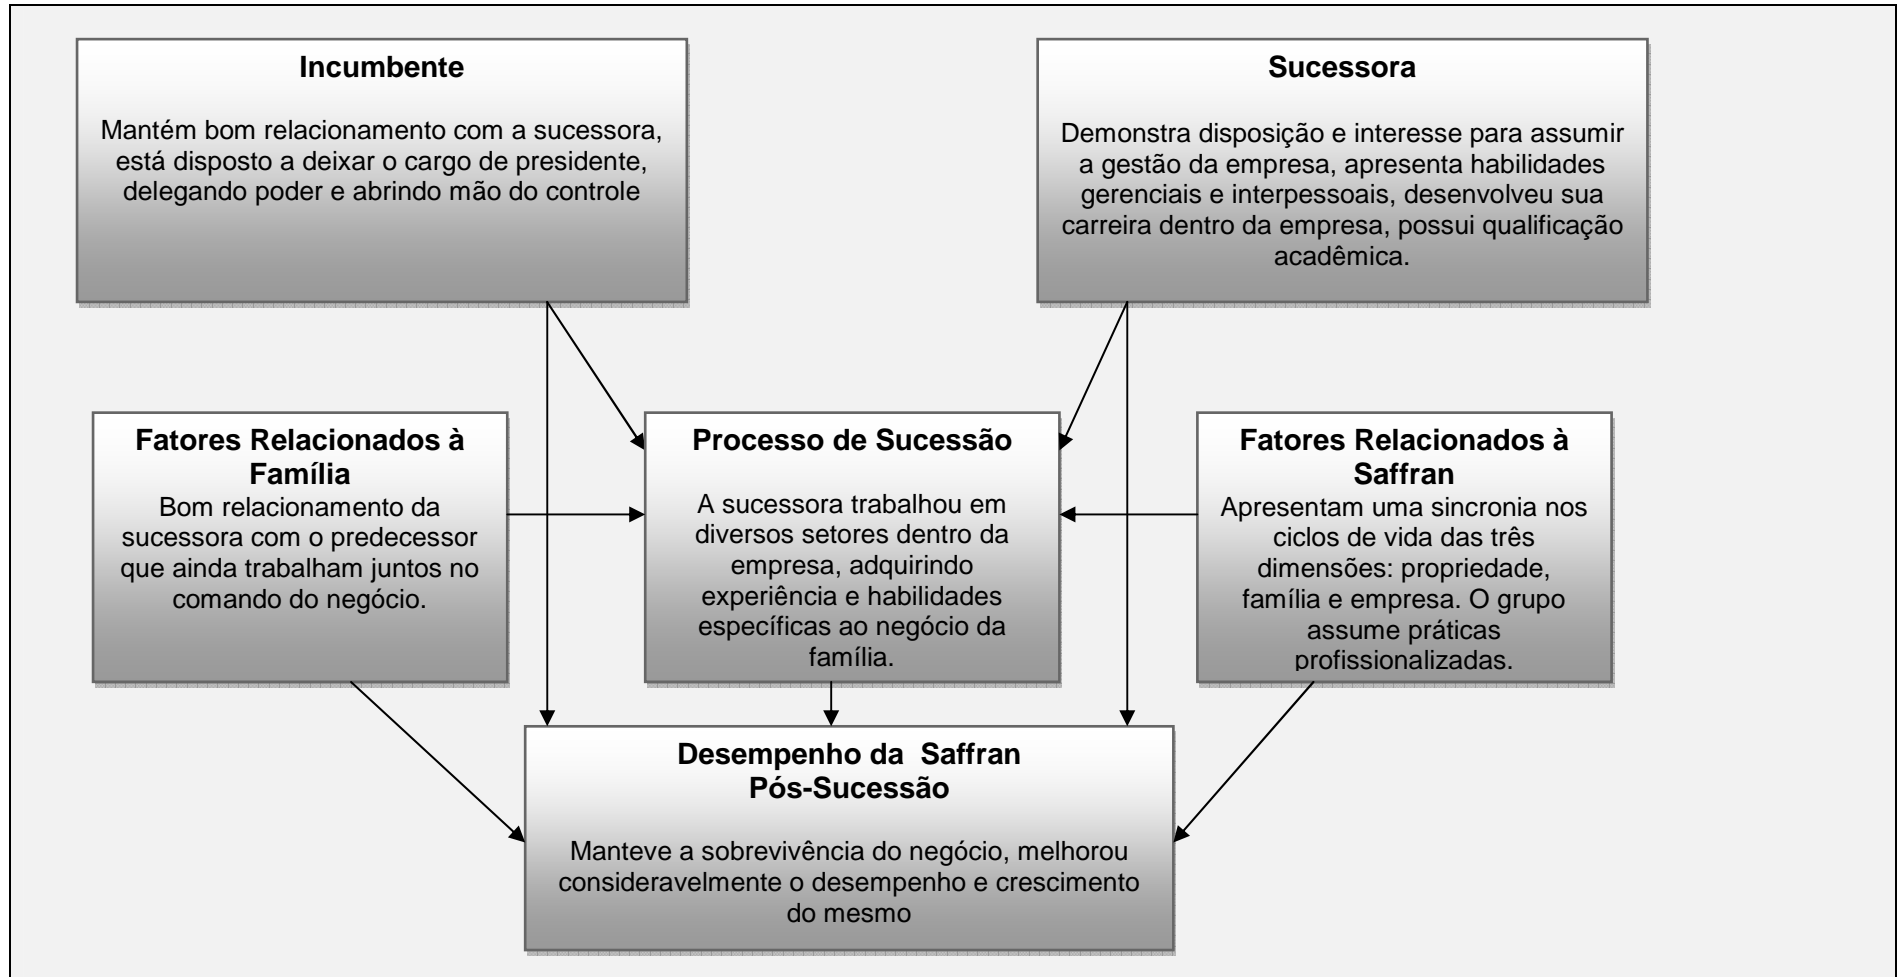 Incumbente
Mantém bom relacionamento com a sucessora,
está disposto a deixar o cargo de presidente,
delegando poder e abrindo mão do controle
Sucessora
Demonstra disposição e interesse para assumir
a gestão da empresa, apresenta habilidades
gerenciais e interpessoais, desenvolveu sua
carreira dentro da empresa, possui qualificação
acadêmica.
Fatores Relacionados à
Família
Bom relacionamento da
sucessora com o predecessor
que ainda trabalham juntos no
comando do negócio.
Processo de Sucessão
A sucessora trabalhou em
diversos setores dentro da
empresa, adquirindo
experiência e habilidades
específicas ao negócio da
família.
Fatores Relacionados à
Saffran
Apresentam uma sincronia nos
ciclos de vida das três
dimensões: propriedade,
família e empresa. O grupo
assume práticas
profissionalizadas.
Desempenho da  Saffran
Pós-Sucessão
Manteve a sobrevivência do negócio, melhorou
consideravelmente o desempenho e crescimento
do mesmo